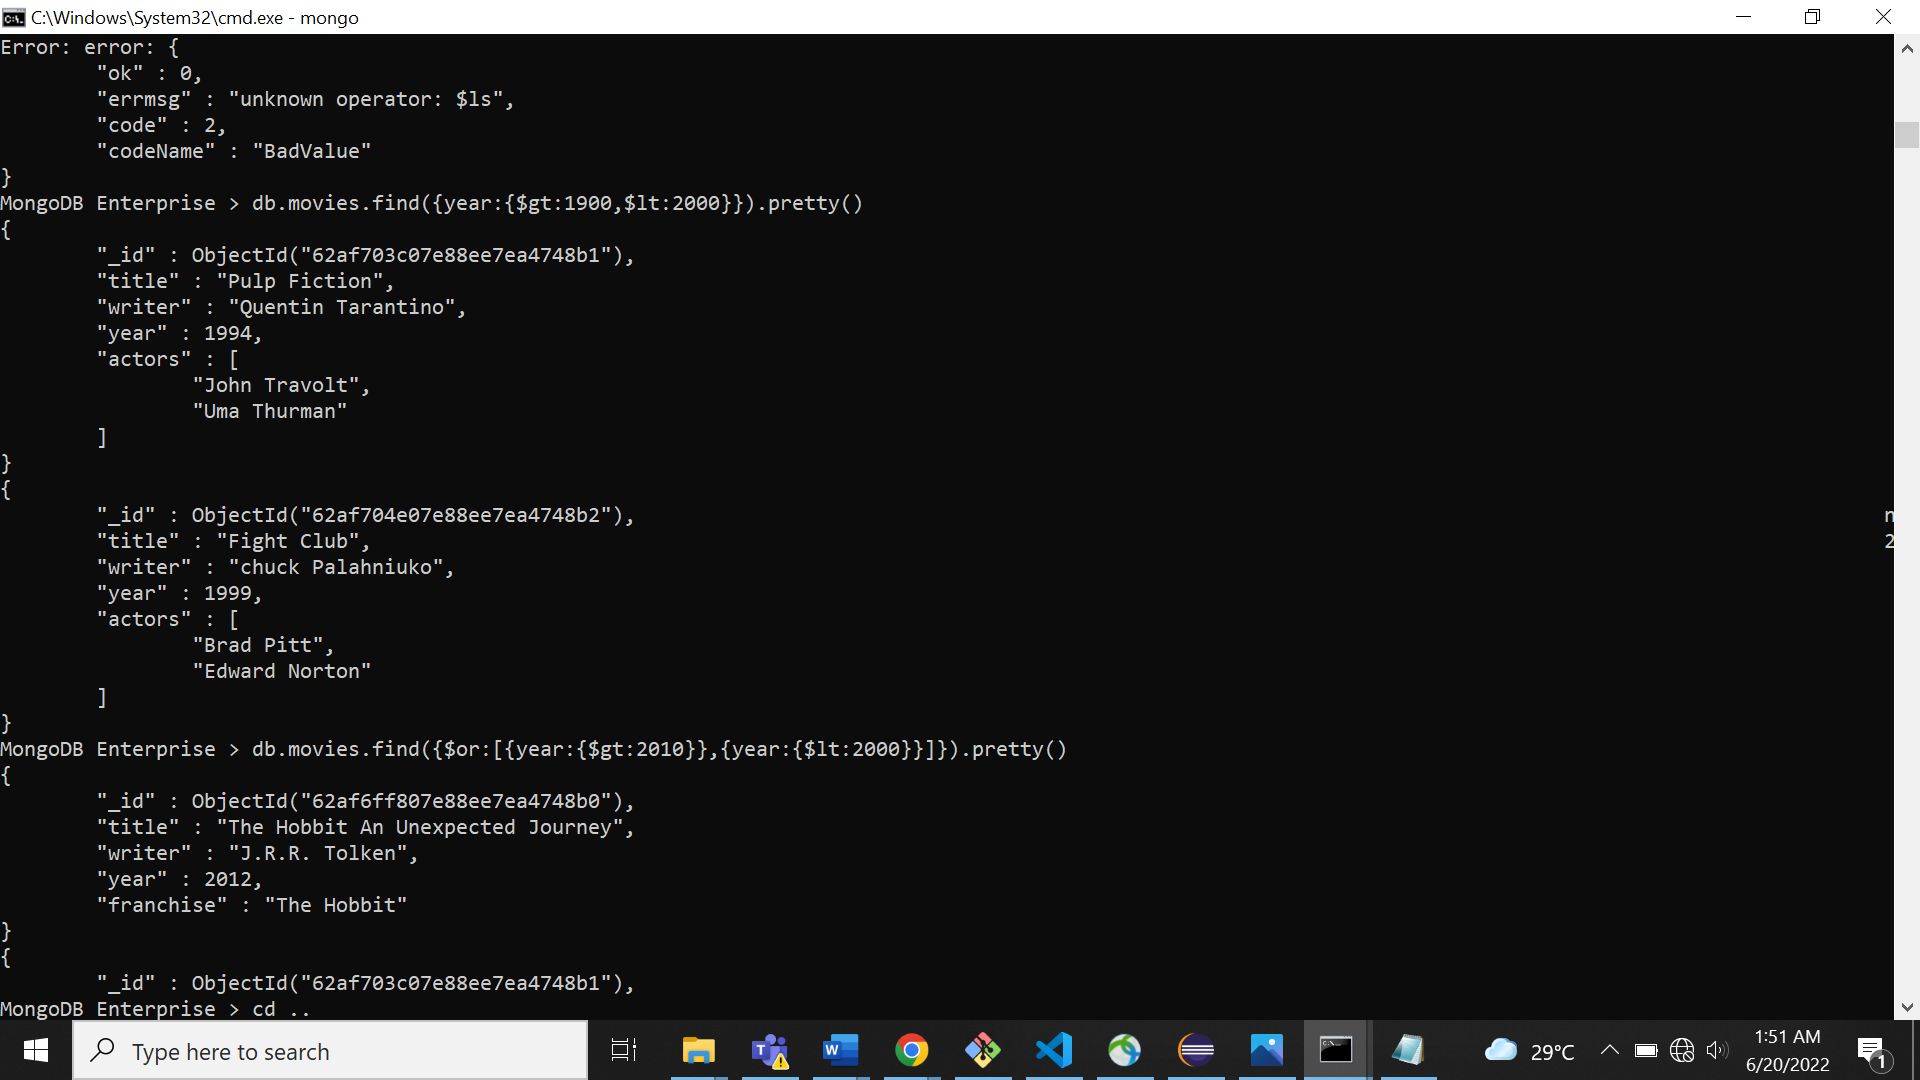 C:\Windows\System32\cmd.exe - mongo
Error: error: {
        "ok" : 0,
        "errmsg" : "unknown operator: $ls",
        "code" : 2,
        "codeName" : "BadValue"
}
MongoDB Enterprise > db.movies.find({year:{$gt:1900,$lt:2000}}).pretty()
{
        "_id" : ObjectId("62af703c07e88ee7ea4748b1"),
        "title" : "Pulp Fiction",
        "writer" : "Quentin Tarantino",
        "year" : 1994,
        "actors" : [
                "John Travolt",
                "Uma Thurman"
        ]
}
{
        "_id" : ObjectId("62af704e07e88ee7ea4748b2"),
        "title" : "Fight Club",
        "writer" : "chuck Palahniuko",
        "year" : 1999,
        "actors" : [
                "Brad Pitt",
                "Edward Norton"
        ]
}
MongoDB Enterprise > db.movies.find({$or:[{year:{$gt:2010}},{year:{$lt:2000}}]}).pretty()
{
        "_id" : ObjectId("62af6ff807e88ee7ea4748b0"),
        "title" : "The Hobbit An Unexpected Journey",
        "writer" : "J.R.R. Tolken",
        "year" : 2012,
        "franchise" : "The Hobbit"
}
{
        "_id" : ObjectId("62af703c07e88ee7ea4748b1"),
MongoDB Enterprise > cd ..
n
2
Type here to search
29°C
1:51 AM
6/20/2022
1